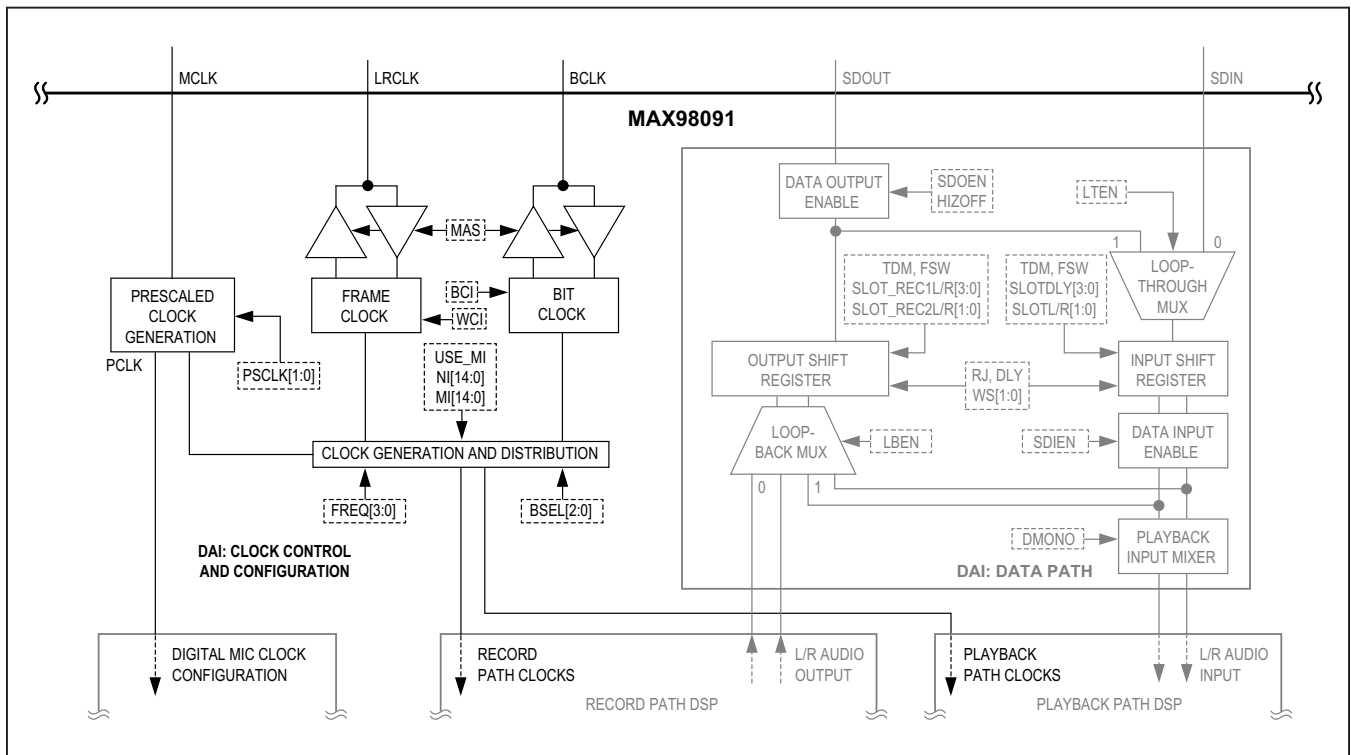 MCLK
LRCLK
BCLK
SDOUT
SDIN
MAX98091
DATA OUTPUT
ENABLE
SDOEN
HIZOFF
LTEN
1
0
MAS
LOOP-
THROUGH
MUX
TDM, FSW
SLOT_REC1L/R[3:0]
SLOT_REC2L/R[1:0]
TDM, FSW
SLOTDLY[3:0]
SLOTL/R[1:0]
PRESCALED
CLOCK
GENERATION
FRAME
CLOCK
BCI
WCI
BIT
CLOCK
PCLK
PSCLK[1:0]
USE_MI
NI[14:0]
MI[14:0]
OUTPUT SHIFT
REGISTER
RJ, DLY
WS[1:0]
INPUT SHIFT
REGISTER
LOOP-
BACK MUX
LBEN
SDIEN
DATA INPUT
ENABLE
CLOCK GENERATION AND DISTRIBUTION
0
1
FREQ[3:0]
BSEL[2:0]
DMONO
PLAYBACK
INPUT MIXER
DAI: CLOCK CONTROL
AND CONFIGURATION
DAI: DATA PATH
DIGITAL MIC CLOCK
CONFIGURATION
RECORD
PATH CLOCKS
L/R AUDIO
OUTPUT
RECORD PATH DSP
PLAYBACK
PATH CLOCKS
L/R AUDIO
INPUT
PLAYBACK PATH DSP